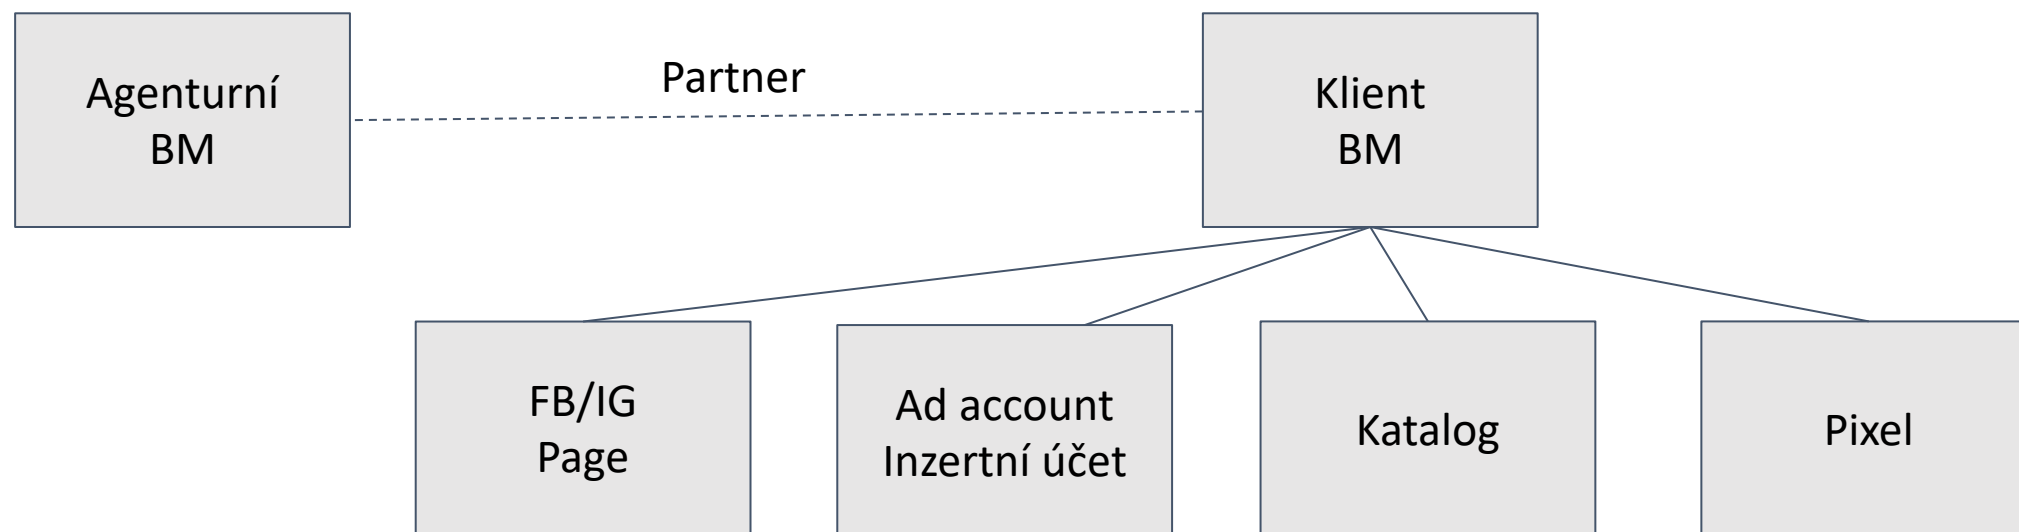 Agenturní
BM
Partner
Klient
BM
FB/IG
Page
Ad account
Inzertní účet
Katalog
Pixel